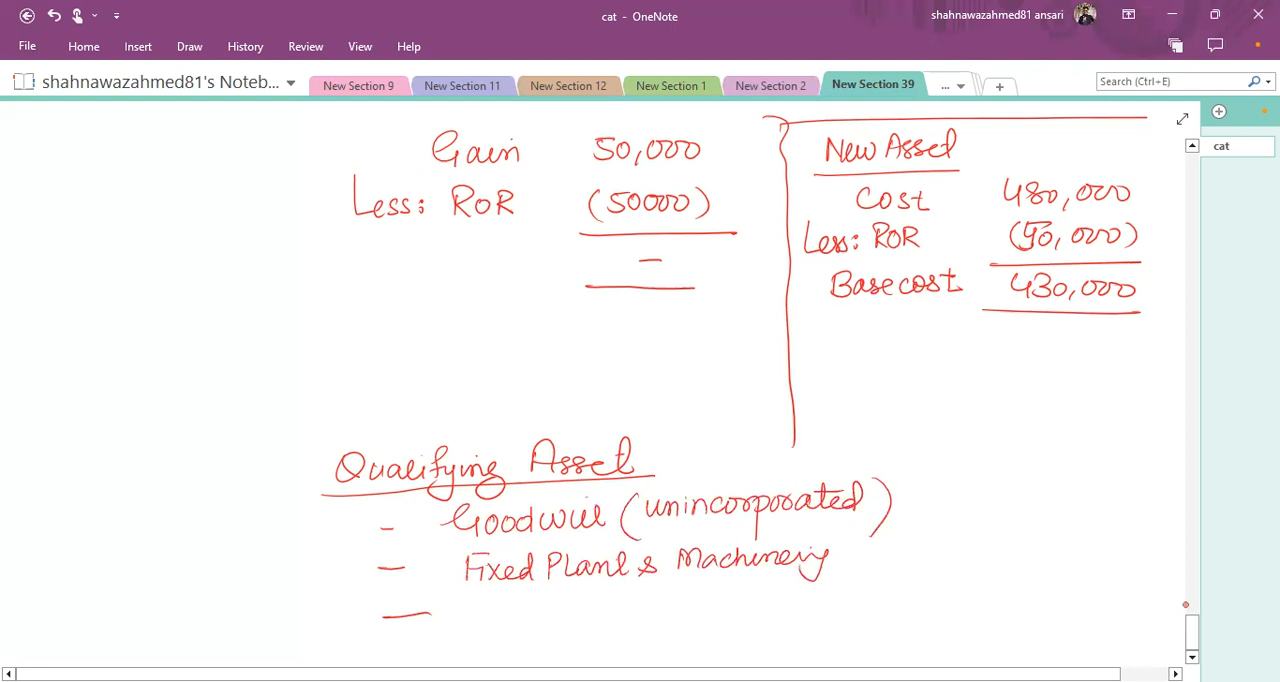 cat - OneNote
shahnawazahmed81 ansari
File Home Insert Draw History Review View Help
shahnawazahmed81's Noteb...
New Section 9
New Section 11
New Section 12
New Section 1
New Section 2
New Section 39
...
Search (Ctrl+E)
cat
Gain 50,000
Less: ROR (50000)
—
New Asset
Cost 480,000
Less: ROR (50,000)
Base cost 430,000
Qualifying Asset
- Goodwill (unincorporated)
- Fixed Plant & Machinery
-